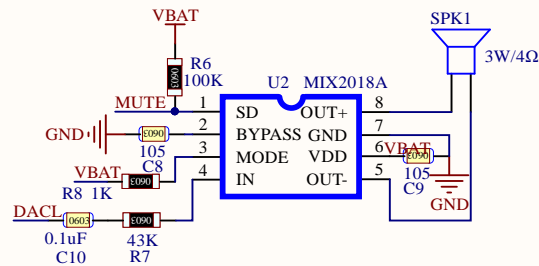 VBAT
SPK1
R6
100K
0603
3W/4Ω
U2 MIX2018A
MUTE
1 SD OUT+ 8
GND 0603 2 BYPASS GND 7
105
C8
3 MODE VDD 6 VBAT 0603
VBAT 0603
R8 1K
4 IN OUT- 5
105
C9
GND
DACL 0603 0603
0.1uF 43K
C10 R7